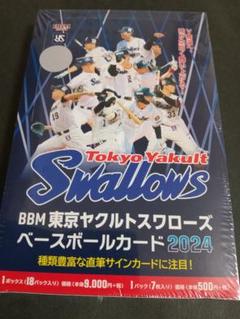 BBM
Tokyo Yakult
Swallows
BBM 東京ヤクルトスワローズ
ベースボールカード 2024
種類豊富な直筆サインカードに注目！
1ボックス(18パック入り) 価格(本体9,000円+税) 1パック(7枚入り) 価格(本体500円+税)